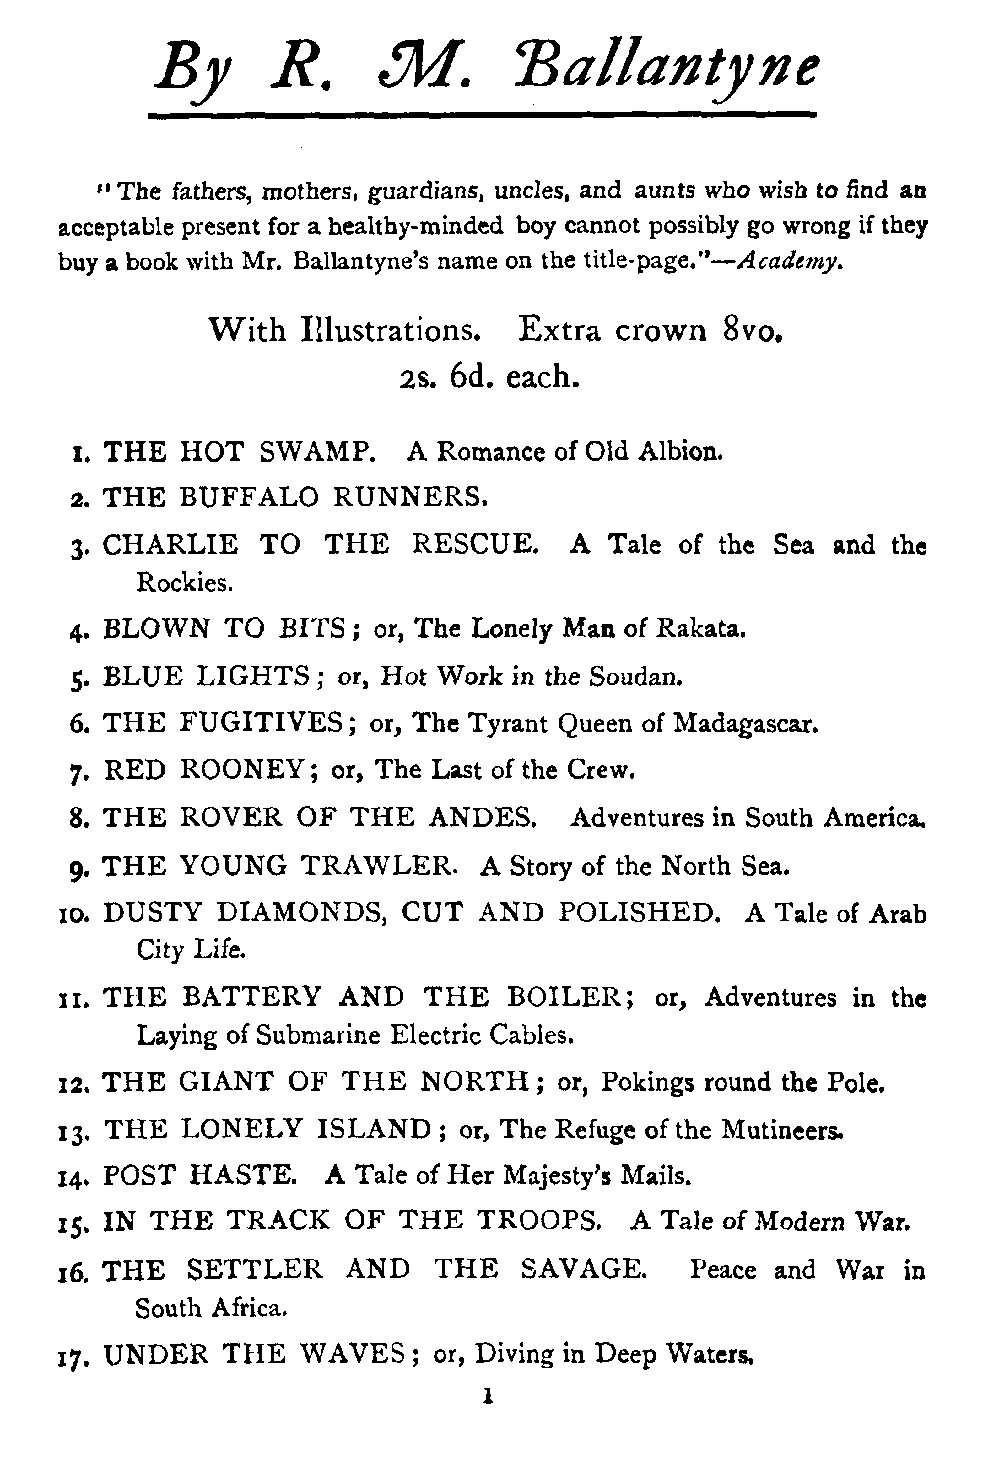 By R. M. Ballantyne
"The fathers, mothers, guardians, uncles, and aunts who wish to find an
acceptable present for a healthy-minded boy cannot possibly go wrong if they
buy a book with Mr. Ballantyne's name on the title-page."—Academy.
With Illustrations. Extra crown 8vo.
2s. 6d. each.
1. THE HOT SWAMP. A Romance of Old Albion.
2. THE BUFFALO RUNNERS.
3. CHARLIE TO THE RESCUE. A Tale of the Sea and the
Rockies.
4. BLOWN TO BITS; or, The Lonely Man of Rakata.
5. BLUE LIGHTS; or, Hot Work in the Soudan.
6. THE FUGITIVES; or, The Tyrant Queen of Madagascar.
7. RED ROONEY; or, The Last of the Crew.
8. THE ROVER OF THE ANDES. Adventures in South America.
9. THE YOUNG TRAWLER. A Story of the North Sea.
10. DUSTY DIAMONDS, CUT AND POLISHED. A Tale of Arab
City Life.
11. THE BATTERY AND THE BOILER; or, Adventures in the
Laying of Submarine Electric Cables.
12. THE GIANT OF THE NORTH; or, Pokings round the Pole.
13. THE LONELY ISLAND; or, The Refuge of the Mutineers.
14. POST HASTE. A Tale of Her Majesty's Mails.
15. IN THE TRACK OF THE TROOPS. A Tale of Modern War.
16. THE SETTLER AND THE SAVAGE. Peace and War in
South Africa.
17. UNDER THE WAVES; or, Diving in Deep Waters.
1